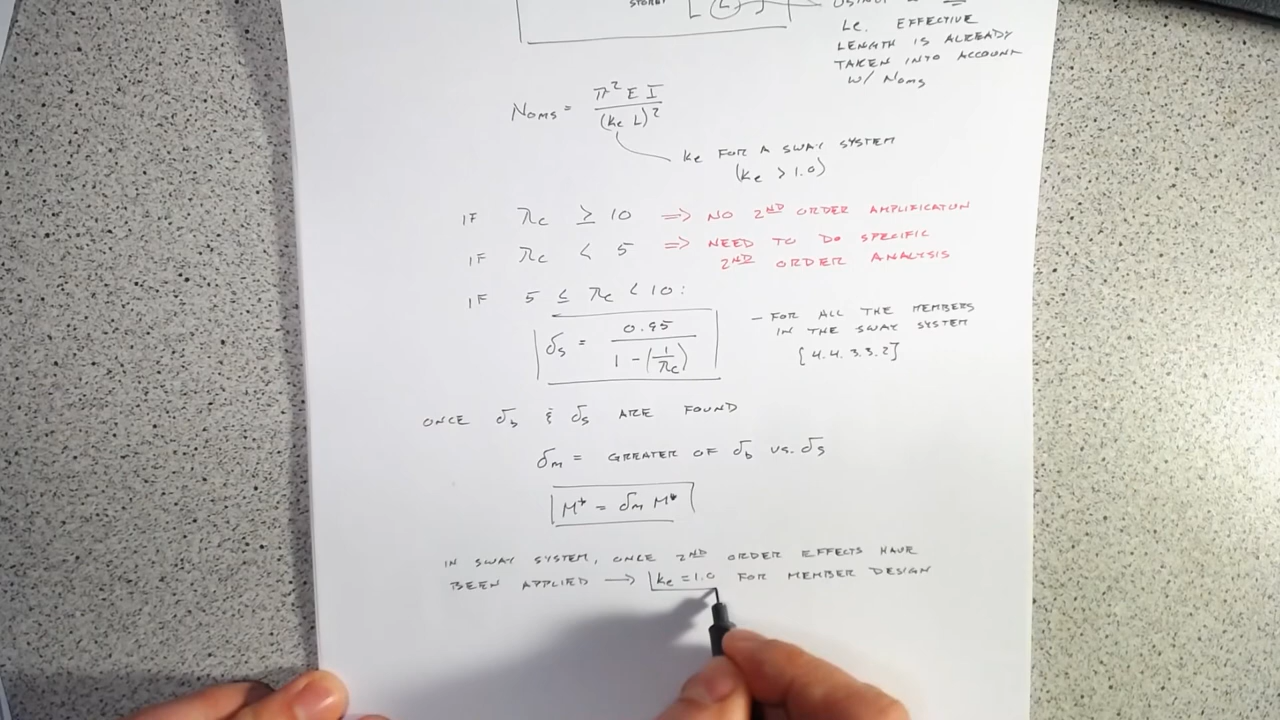 STOREY [ L ]
Le. EFFECTIVE
LENGTH IS ALREADY
TAKEN INTO ACCOUNT
W/ Noms
Noms = π² E I / (ke L)²
ke FOR A SWAY SYSTEM
(ke > 1.0)
IF λc ≥ 10 => NO 2ND ORDER AMPLIFICATON
IF λc < 5 => NEED TO DO SPECIFIC
2ND ORDER ANALYSIS
IF 5 ≤ λc < 10:
δs = 0.95 / 1 - (1/λc)
- FOR ALL THE MEMBERS
IN THE SWAY SYSTEM
[4.4.3.3.2]
ONCE δb & δs ARE FOUND
δm = GREATER OF δb vs. δs
M* = δm M*
IN SWAY SYSTEM, ONCE 2ND ORDER EFFECTS HAVE
BEEN APPLIED → ke = 1.0 FOR MEMBER DESIGN